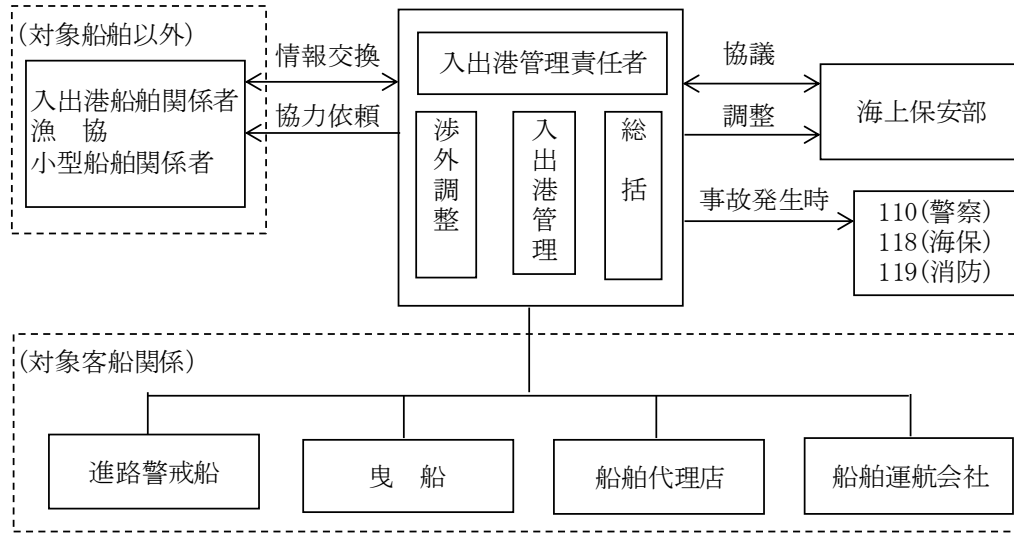 (対象船舶以外)
入出港船舶関係者
漁　協
小型船舶関係者
情報交換
協力依頼
入出港管理責任者
渉外調整
入出港管理
総　括
協議
調整
海上保安部
事故発生時
110(警察)
118(海保)
119(消防)
(対象客船関係)
進路警戒船
曳　船
船舶代理店
船舶運航会社